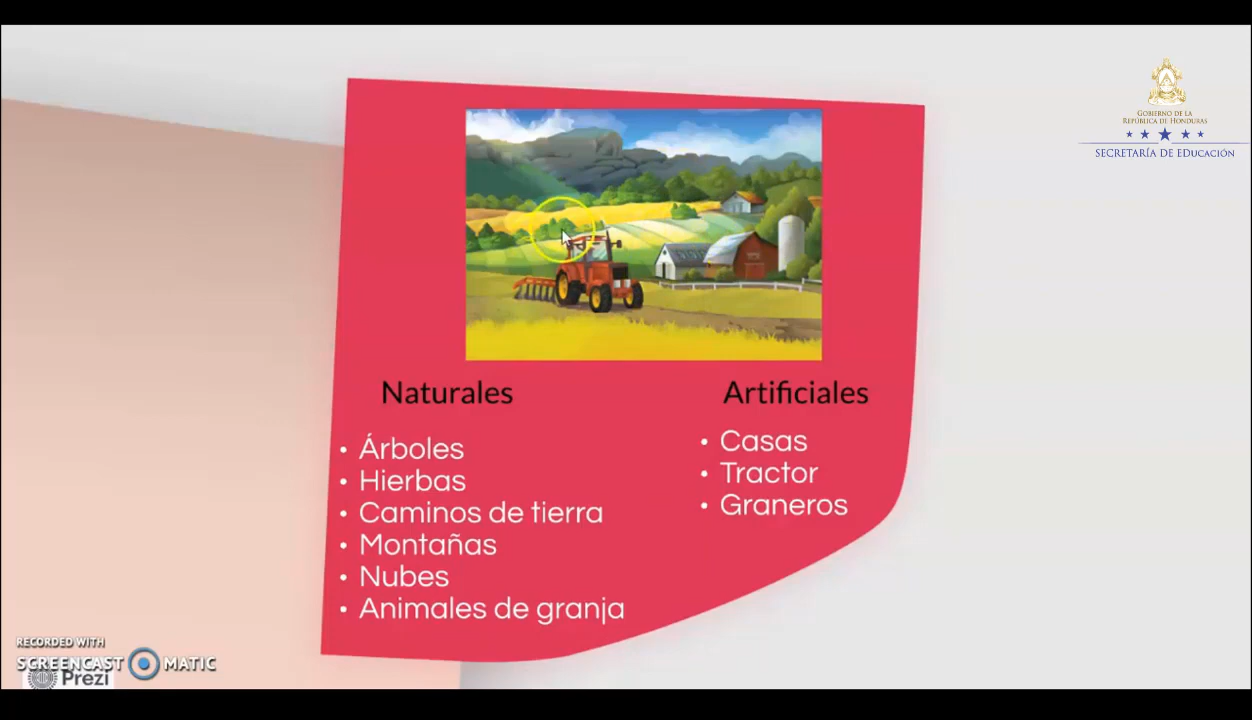 GOBIERNO DE LA
REPÚBLICA DE HONDURAS
SECRETARÍA DE EDUCACIÓN
Naturales
• Árboles
• Hierbas
• Caminos de tierra
• Montañas
• Nubes
• Animales de granja
Artificiales
• Casas
• Tractor
• Graneros
RECORDED WITH
SCREENCAST MATIC
Prezi